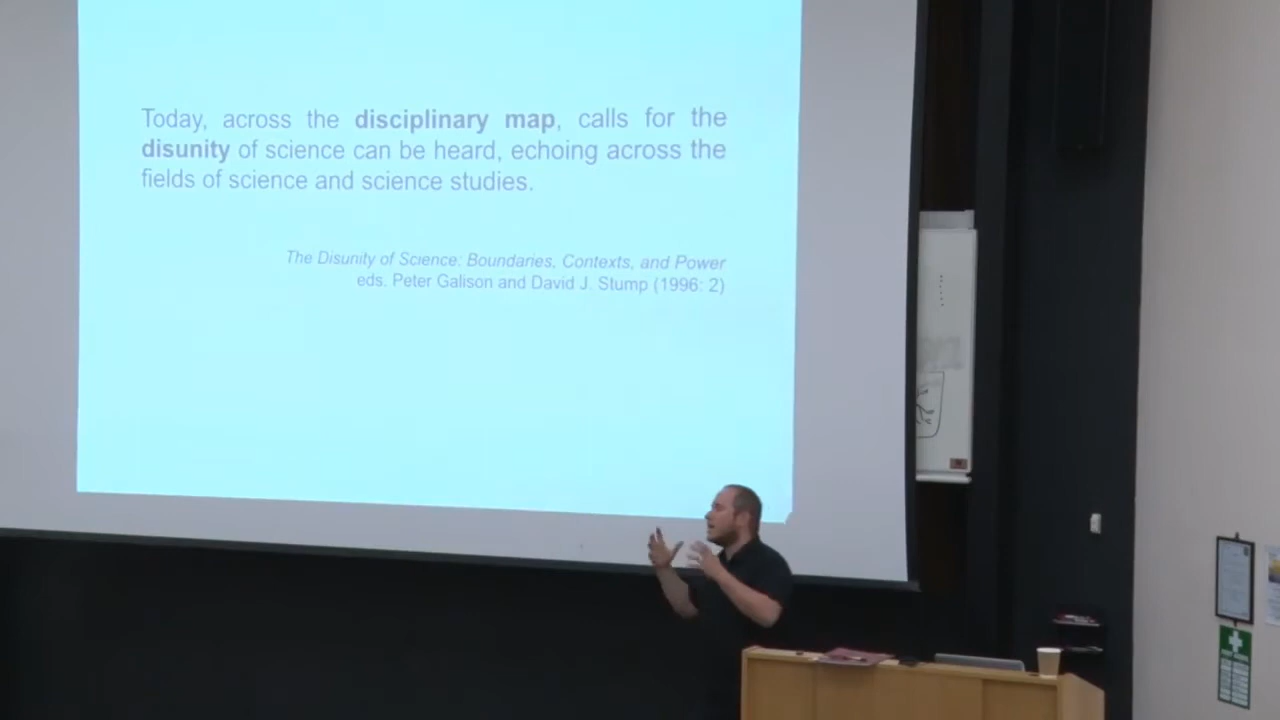 Today, across the disciplinary map, calls for the
disunity of science can be heard, echoing across the
fields of science and science studies.
The Disunity of Science: Boundaries, Contexts, and Power
eds. Peter Galison and David J. Stump (1996: 2)